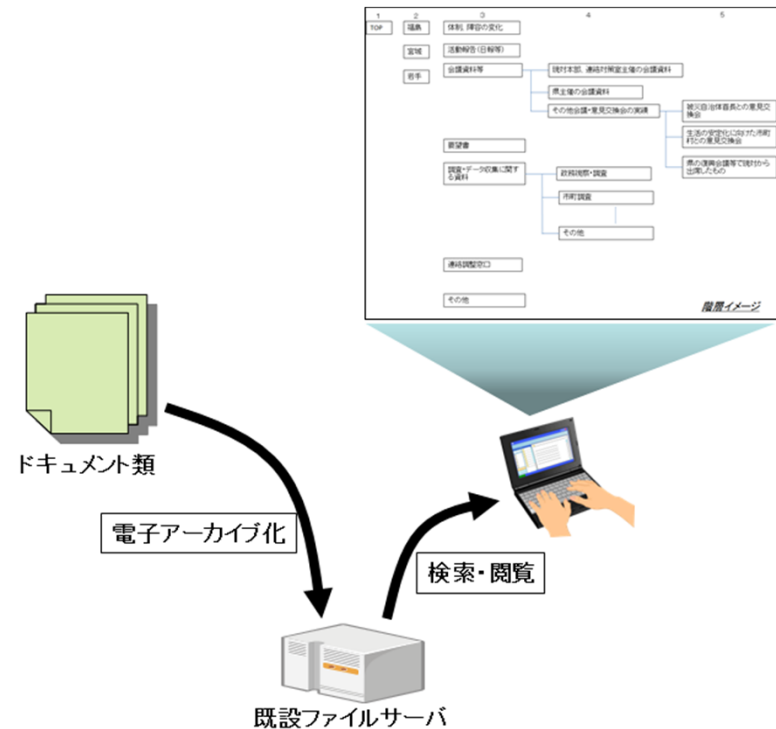 1 2 3 4 5
TOP
福島
体制、陣容の変化
宮城
活動報告(日報等)
岩手
会議資料等
現対本部、連絡対策室主催の会議資料
県主催の会議資料
その他会議・意見交換会の実績
被災自治体首長との意見交
換会
生活の安定化に向けた市町
村との意見交換会
県の復興会議等で現対から
出席したもの
要望書
調査・データ収集に関す
る資料
政務視察・調査
市町調査
その他
連絡調整窓口
その他
階層イメージ
ドキュメント類
電子アーカイブ化
検索・閲覧
既設ファイルサーバ